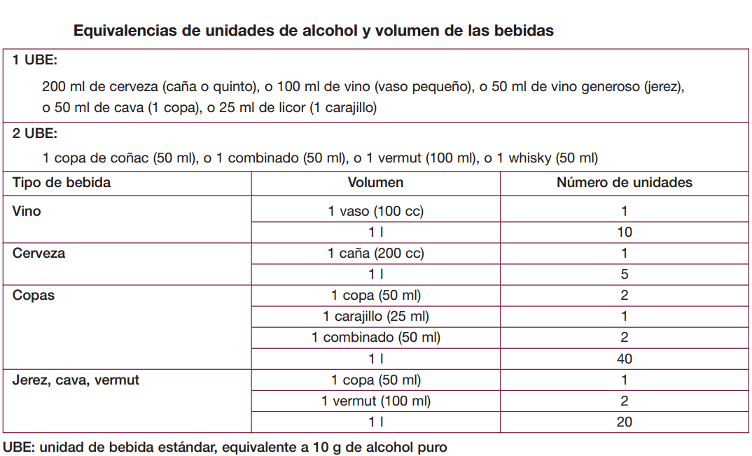 Equivalencias de unidades de alcohol y volumen de las bebidas
1 UBE:
200 ml de cerveza (caña o quinto), o 100 ml de vino (vaso pequeño), o 50 ml de vino generoso (jerez),
o 50 ml de cava (1 copa), o 25 ml de licor (1 carajillo)
2 UBE:
1 copa de coñac (50 ml), o 1 combinado (50 ml), o 1 vermut (100 ml), o 1 whisky (50 ml)
Tipo de bebida Volumen Número de unidades
Vino 1 vaso (100 cc) 1
1 l 10
Cerveza 1 caña (200 cc) 1
1 l 5
Copas 1 copa (50 ml) 2
1 carajillo (25 ml) 1
1 combinado (50 ml) 2
1 l 40
Jerez, cava, vermut 1 copa (50 ml) 1
1 vermut (100 ml) 2
1 l 20
UBE: unidad de bebida estándar, equivalente a 10 g de alcohol puro